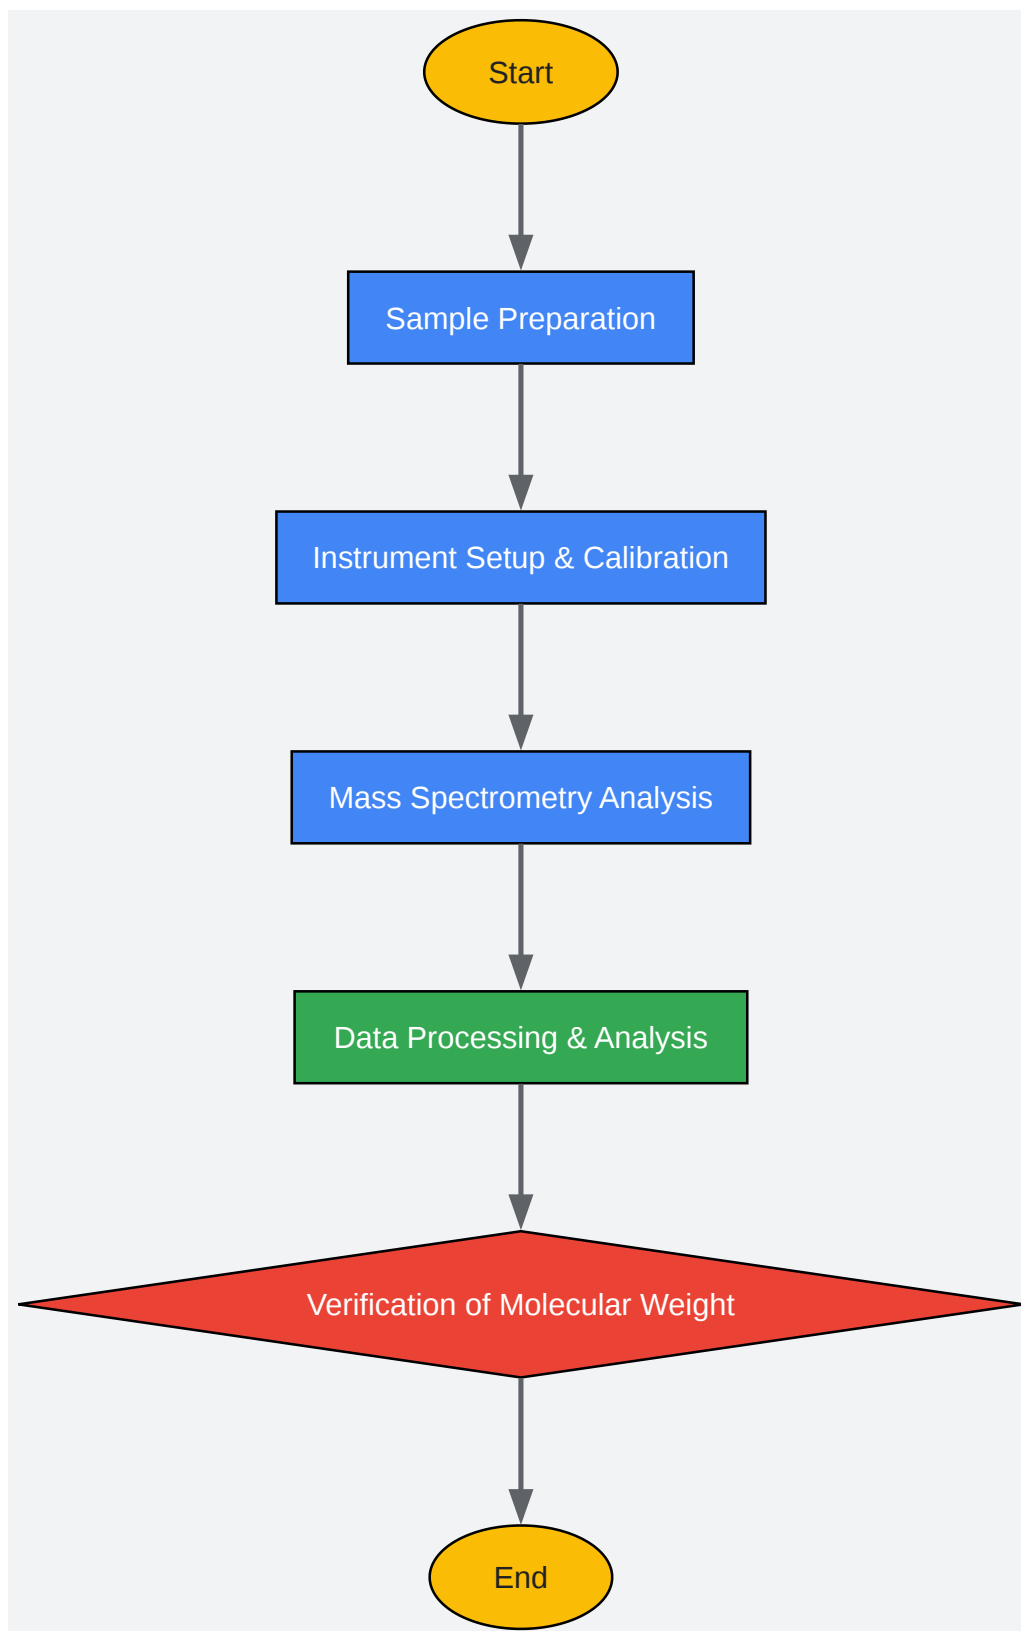 Start
Sample Preparation
Instrument Setup & Calibration
Mass Spectrometry Analysis
Data Processing & Analysis
Verification of Molecular Weight
End